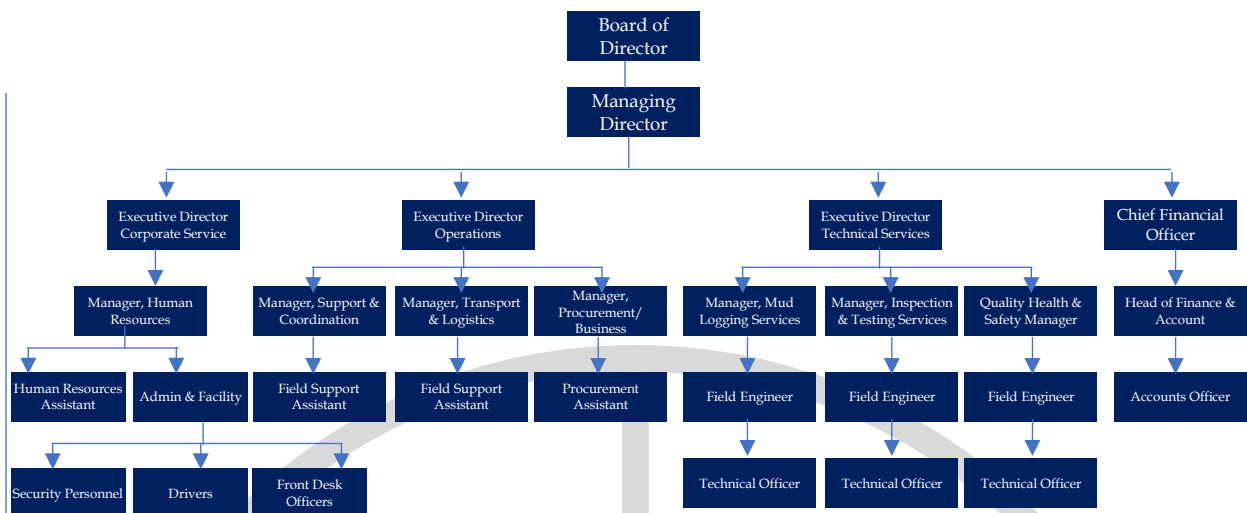 Board of
Director
Managing
Director
Executive Director
Corporate Service
Executive Director
Operations
Executive Director
Technical Services
Chief Financial
Officer
Manager, Human
Resources
Manager, Support &
Coordination
Manager, Transport
& Logistics
Manager,
Procurement/
Business
Manager, Mud
Logging Services
Manager, Inspection
& Testing Services
Quality Health &
Safety Manager
Head of Finance &
Account
Human Resources
Assistant
Admin & Facility
Field Support
Assistant
Field Support
Assistant
Procurement
Assistant
Field Engineer
Field Engineer
Field Engineer
Accounts Officer
Security Personnel
Drivers
Front Desk
Officers
Technical Officer
Technical Officer
Technical Officer